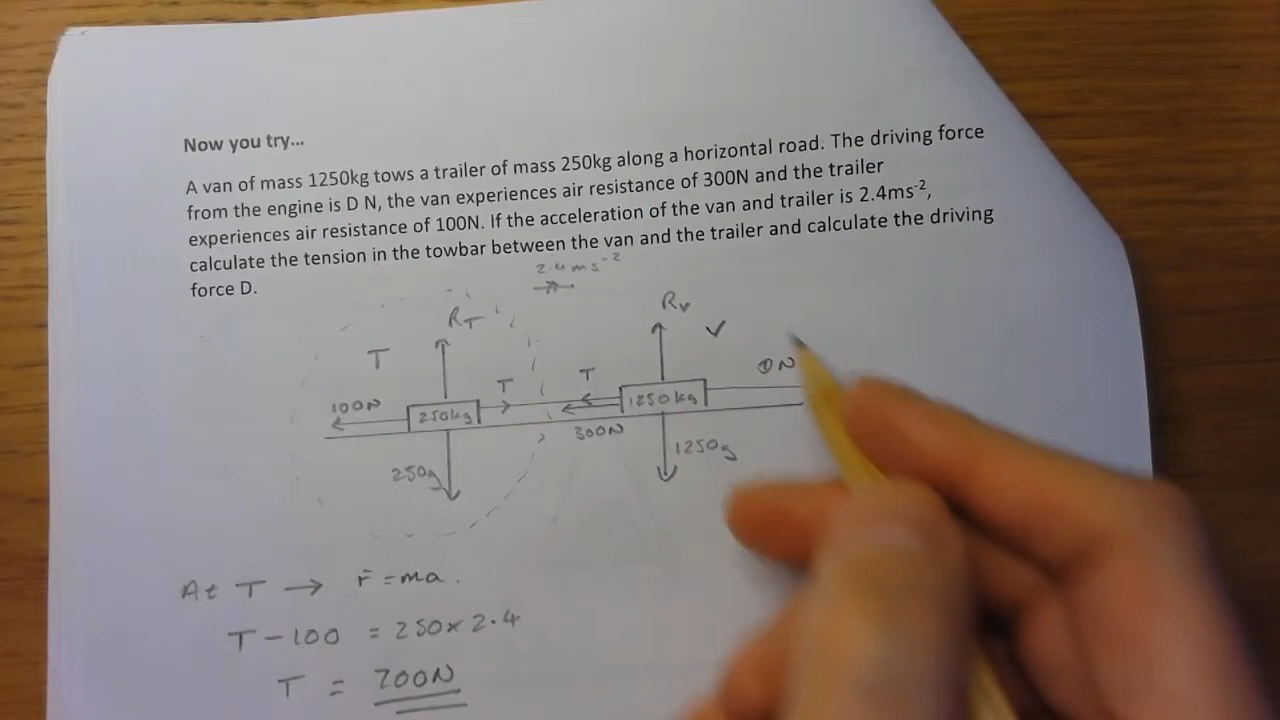 Now you try...
A van of mass 1250kg tows a trailer of mass 250kg along a horizontal road. The driving force
from the engine is D N, the van experiences air resistance of 300N and the trailer
experiences air resistance of 100N. If the acceleration of the van and trailer is 2.4ms⁻²,
calculate the tension in the towbar between the van and the trailer and calculate the driving
force D.
2.4ms⁻²
R_T
R_V
V
T
T
T
DN
100N
250kg
1250kg
300N
250g
1250g
At T → F=ma.
T-100 = 250×2.4
T = 700N